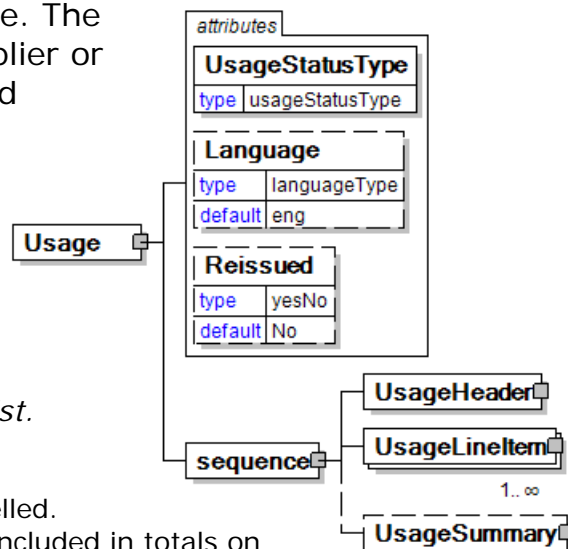 e. The
plier or
d
st.
elled.
ncluded in totals on
attributes
UsageStatusType
type usageStatusType
Language
type languageType
default eng
Usage
Reissued
type yesNo
default No
UsageHeader
sequence
UsageLineItem
1.. ∞
UsageSummary